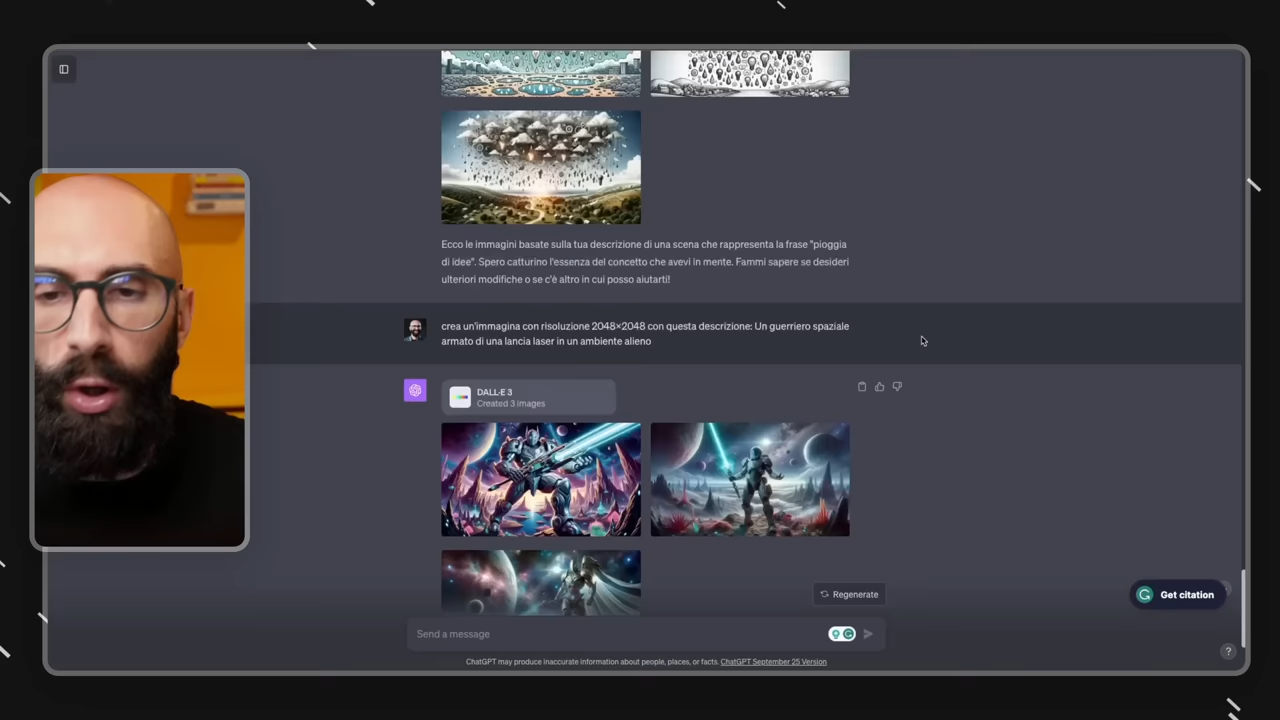 Ecco le immagini basate sulla tua descrizione di una scena che rappresenta la frase "pioggia
di idee". Spero catturino l'essenza del concetto che avevi in mente. Fammi sapere se desideri
ulteriori modifiche o se c'è altro in cui posso aiutarti!
crea un'immagina con risoluzione 2048x2048 con questa descrizione: Un guerriero spaziale
armato di una lancia laser in un ambiente alieno
DALL·E 3
Created 3 images
Regenerate
Get citation
Send a message
ChatGPT may produce inaccurate information about people, places, or facts. ChatGPT September 25 Version
?